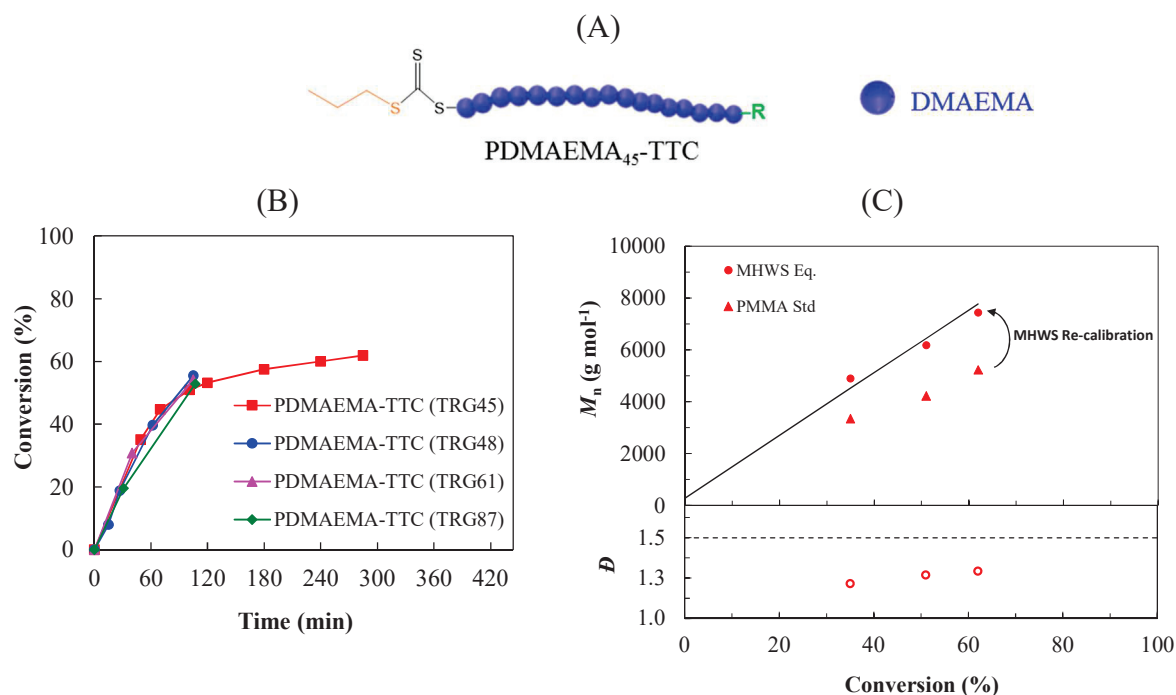 (A)
S
S
S
R
DMAEMA
PDMAEMA₄₅-TTC
(B)
100
80
60
40
20
0
Conversion (%)
PDMAEMA-TTC (TRG45)
PDMAEMA-TTC (TRG48)
PDMAEMA-TTC (TRG61)
PDMAEMA-TTC (TRG87)
0 60 120 180 240 300 360 420
Time (min)
(C)
10000
8000
6000
4000
2000
0
Mn (g mol-1)
MHWS Eq.
PMMA Std
MHWS Re-calibration
1.5
1.3
1.0
Đ
0 20 40 60 80 100
Conversion (%)